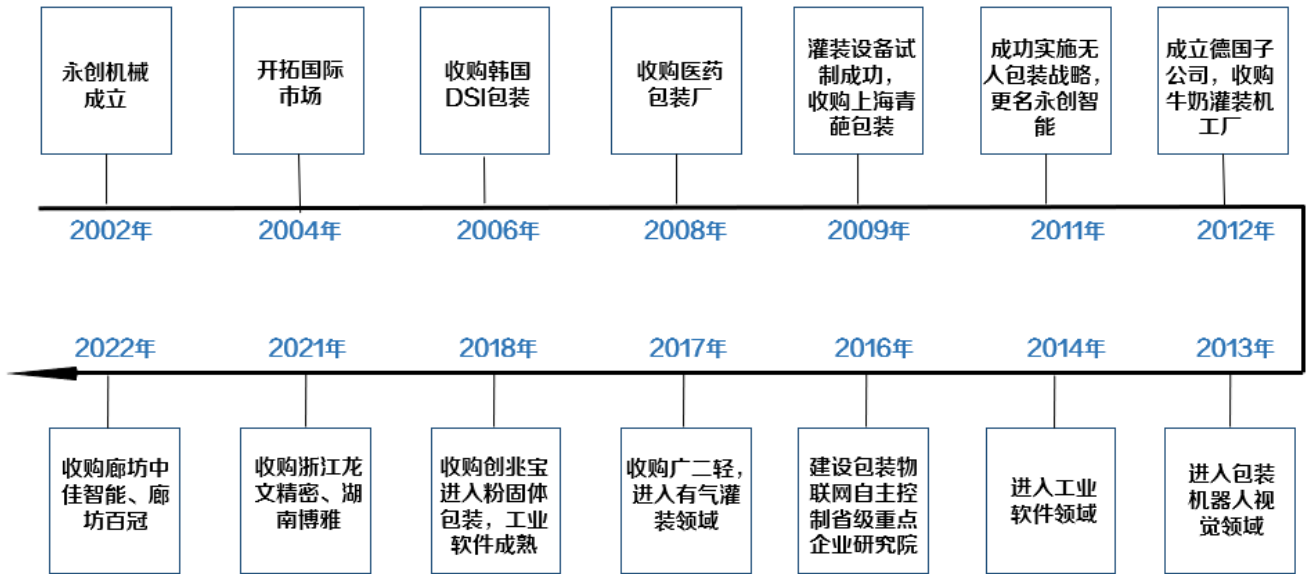 永创机械
成立
开拓国际
市场
收购韩国
DSI包装
收购医药
包装厂
灌装设备试
制成功，
收购上海青
葩包装
成功实施无
人包装战略，
更名永创智
能
成立德国子
公司，收购
牛奶灌装机
工厂
2002年
2004年
2006年
2008年
2009年
2011年
2012年
2022年
2021年
2018年
2017年
2016年
2014年
2013年
收购廊坊中
佳智能、廊
坊百冠
收购浙江龙
文精密、湖
南博雅
收购创兆宝
进入粉固体
包装，工业
软件成熟
收购广二轻，
进入有气灌
装领域
建设包装物
联网自主控
制省级重点
企业研究院
进入工业
软件领域
进入包装
机器人视
觉领域